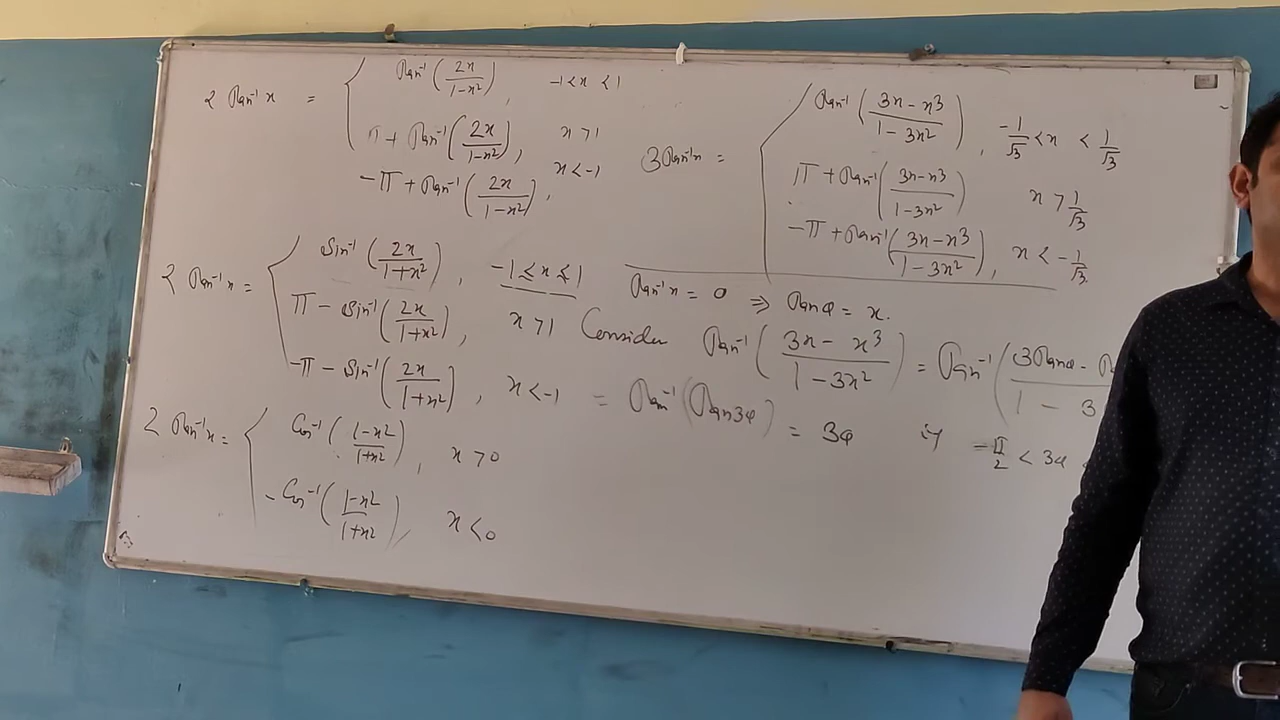 2 Tan⁻¹ x = { Tan⁻¹ (2x / 1-x²), -1 < x < 1
π + Tan⁻¹ (2x / 1-x²), x > 1
-π + Tan⁻¹ (2x / 1-x²), x < -1
3 Tan⁻¹ x = { Tan⁻¹ (3x - x³ / 1 - 3x²), -1/√3 < x < 1/√3
π + Tan⁻¹ (3x - x³ / 1 - 3x²) x > 1/√3
-π + Tan⁻¹ (3x - x³ / 1 - 3x²), x < -1/√3
2 Tan⁻¹ x = { Sin⁻¹ (2x / 1+x²), -1 ≤ x ≤ 1
π - Sin⁻¹ (2x / 1+x²), x > 1
-π - Sin⁻¹ (2x / 1+x²), x < -1
2 Tan⁻¹ x = { Cos⁻¹ (1-x² / 1+x²), x > 0
- Cos⁻¹ (1-x² / 1+x²), x < 0
Tan⁻¹ x = θ ⇒ Tan θ = x.
Consider Tan⁻¹ (3x - x³ / 1 - 3x²) = Tan⁻¹ (3 Tan θ - / 1 - 3
= Tan⁻¹ (Tan 3θ) = 3θ if -π/2 < 3θ